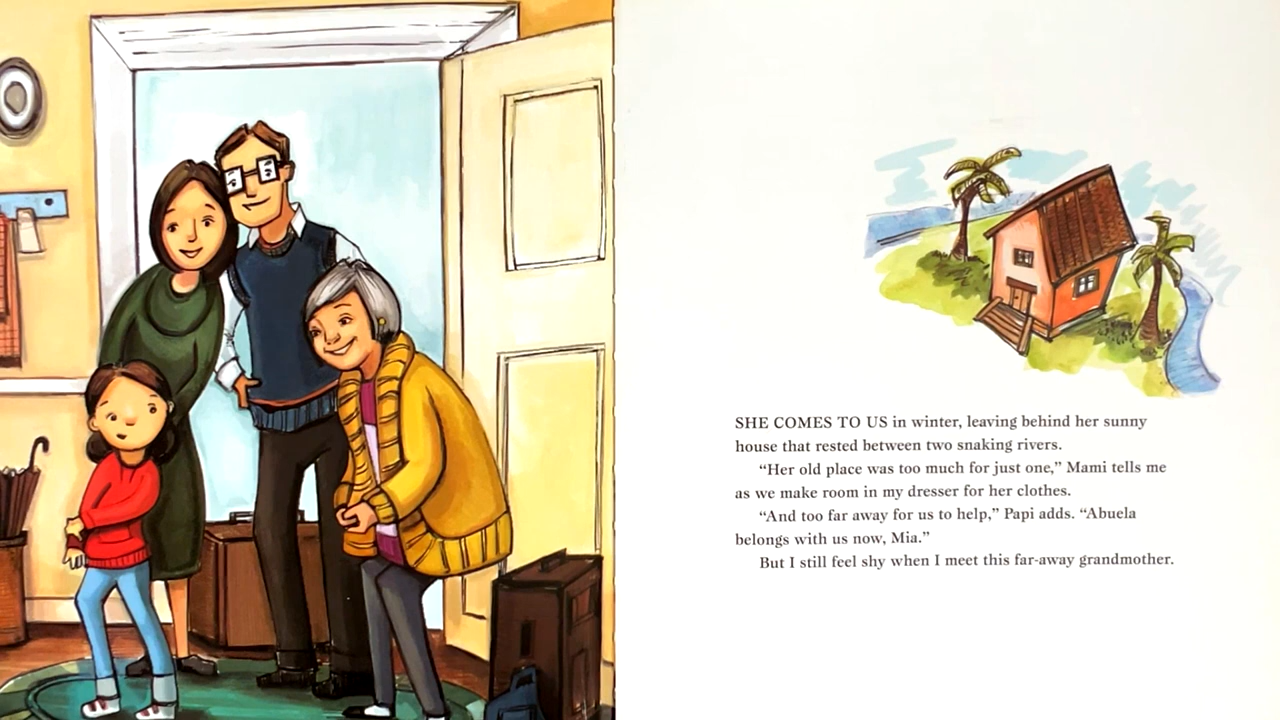 SHE COMES TO US in winter, leaving behind her sunny
house that rested between two snaking rivers.
“Her old place was too much for just one,” Mami tells me
as we make room in my dresser for her clothes.
“And too far away for us to help,” Papi adds. “Abuela
belongs with us now, Mia.”
But I still feel shy when I meet this far-away grandmother.